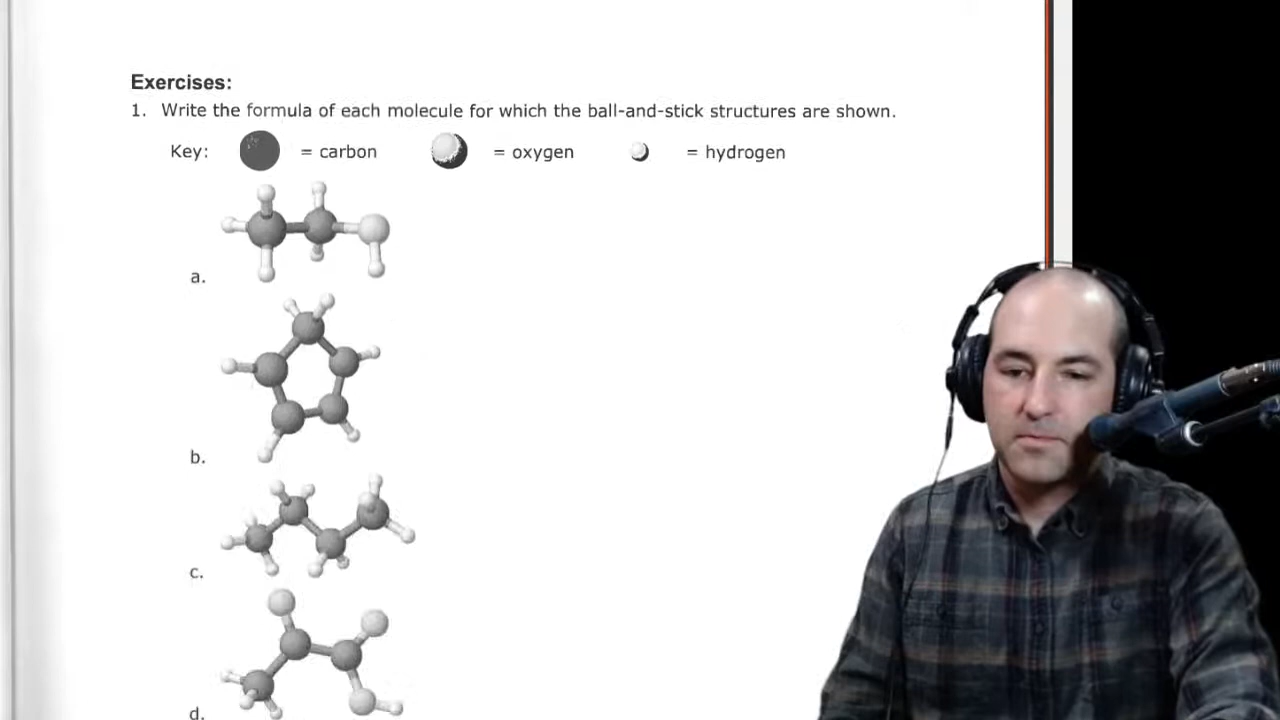 Exercises:
1. Write the formula of each molecule for which the ball-and-stick structures are shown.
Key: = carbon = oxygen = hydrogen
a.
b.
c.
d.